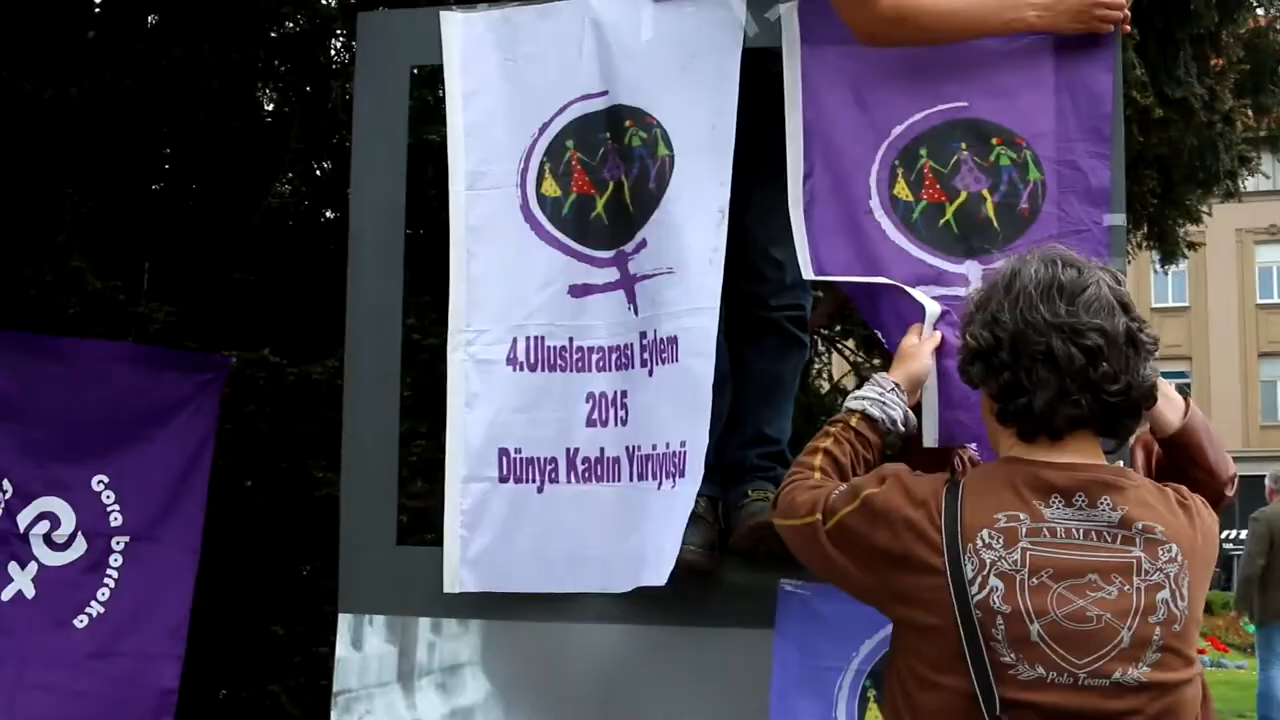 4.Uluslararası Eylem
2015
Dünya Kadın Yürüyüşü
Gora borroka
ARMANI
G
Polo Team